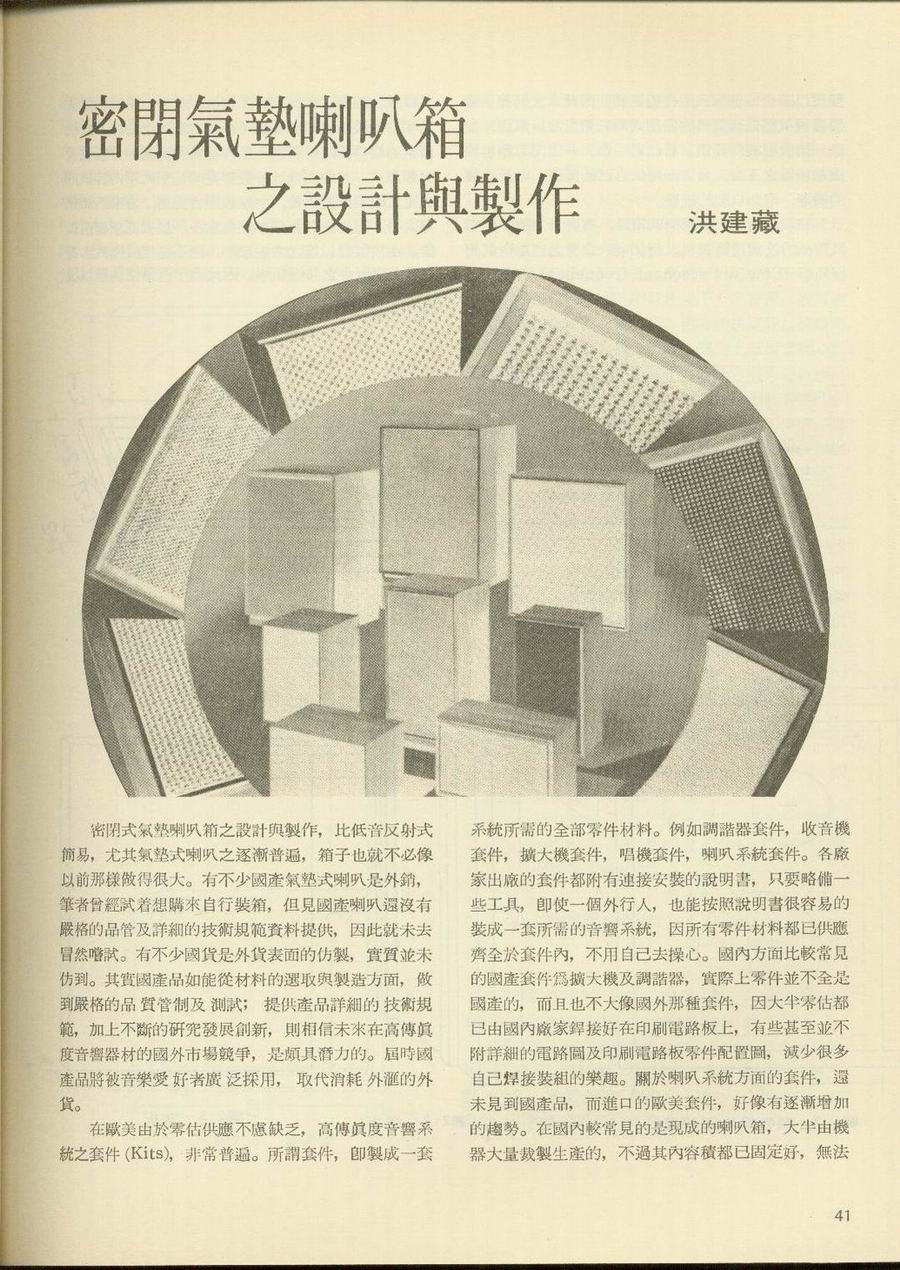 密閉氣墊喇叭箱
之設計與製作
洪建藏
密閉式氣墊喇叭箱之設計與製作，比低音反射式
簡易，尤其氣墊式喇叭之逐漸普遍，箱子也就不必像
以前那樣做得很大。有不少國產氣墊式喇叭是外銷，
筆者曾經試着想購來自行裝箱，但見國產喇叭還沒有
嚴格的品管及詳細的技術規範資料提供，因此就未去
冒然嚐試。有不少國貨是外貨表面的仿製，實質並未
仿到。其實國產品如能從材料的選取與製造方面，做
到嚴格的品質管制及測試；提供產品詳細的技術規
範，加上不斷的研究發展創新，則相信未來在高傳眞
度音響器材的國外市場競爭，是頗具潛力的。屆時國
產品將被音樂愛好者廣泛採用，取代消耗外滙的外
貨。
在歐美由於零估供應不慮缺乏，高傳眞度音響系
統之套件 (Kits)，非常普遍。所謂套件，卽製成一套
系統所需的全部零件材料。例如調諧器套件，收音機
套件，擴大機套件，唱機套件，喇叭系統套件。各廠
家出廠的套件都附有連接安裝的說明書，只要略備一
些工具，卽使一個外行人，也能按照說明書很容易的
裝成一套所需的音響系統，因所有零件材料都已供應
齊全於套件內，不用自己去操心。國內方面比較常見
的國產套件爲擴大機及調諧器，實際上零件並不全是
國產的，而且也不大像國外那種套件，因大半零估都
已由國內廠家銲接好在印刷電路板上，有些甚至並不
附詳細的電路圖及印刷電路板零件配置圖，減少很多
自己焊接裝組的樂趣。關於喇叭系統方面的套件，還
未見到國產品，而進口的歐美套件，好像有逐漸增加
的趨勢。在國內較常見的是現成的喇叭箱，大半由機
器大量裁製生產的，不過其內容積都已固定好，無法
41